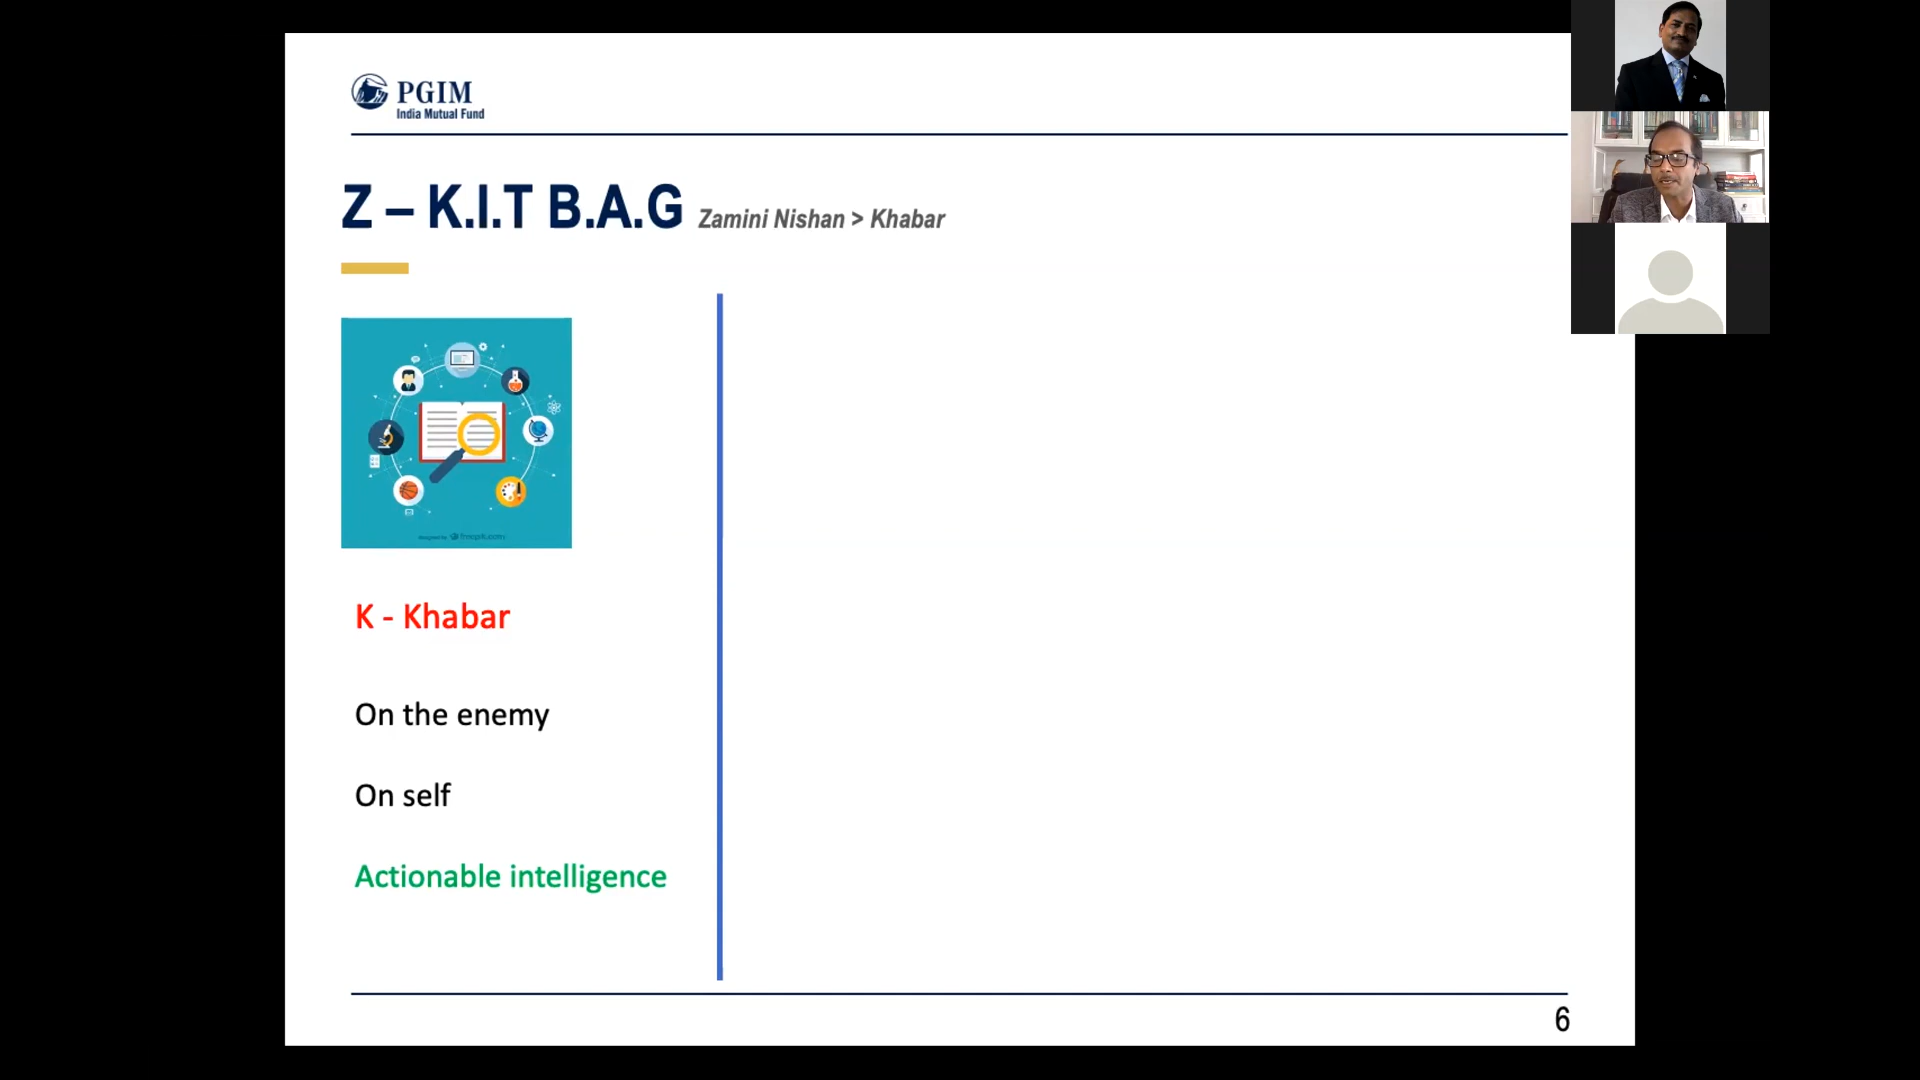 PGIM
India Mutual Fund
Z – K.I.T B.A.G Zamini Nishan > Khabar
K - Khabar
On the enemy
On self
Actionable intelligence
6